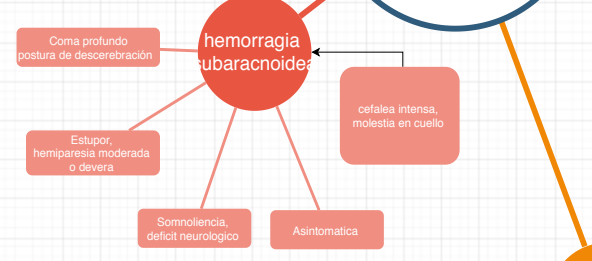 Coma profundo
postura de descerebración
hemorragia
subaracnoidea
cefalea intensa,
molestia en cuello
Estupor,
hemiparesia moderada
o devera
Somnoliencia,
deficit neurologico
Asintomatica